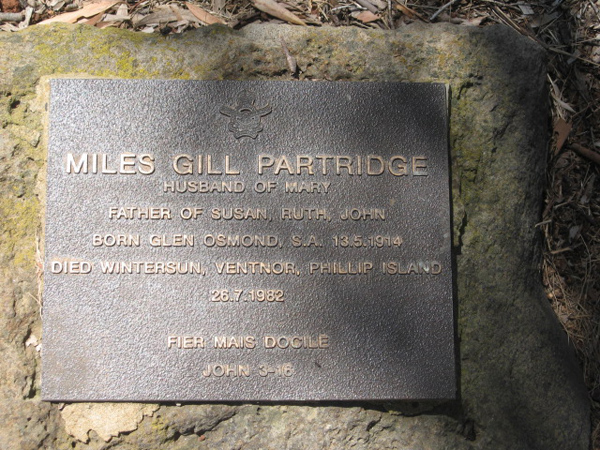 MILES GILL PARTRIDGE
HUSBAND OF MARY
FATHER OF SUSAN, RUTH, JOHN
BORN GLEN OSMOND, S.A. 13.5.1914
DIED WINTERSUN, VENTNOR, PHILLIP ISLAND
26.7.1982
FIER MAIS DOCILE
JOHN 3-16